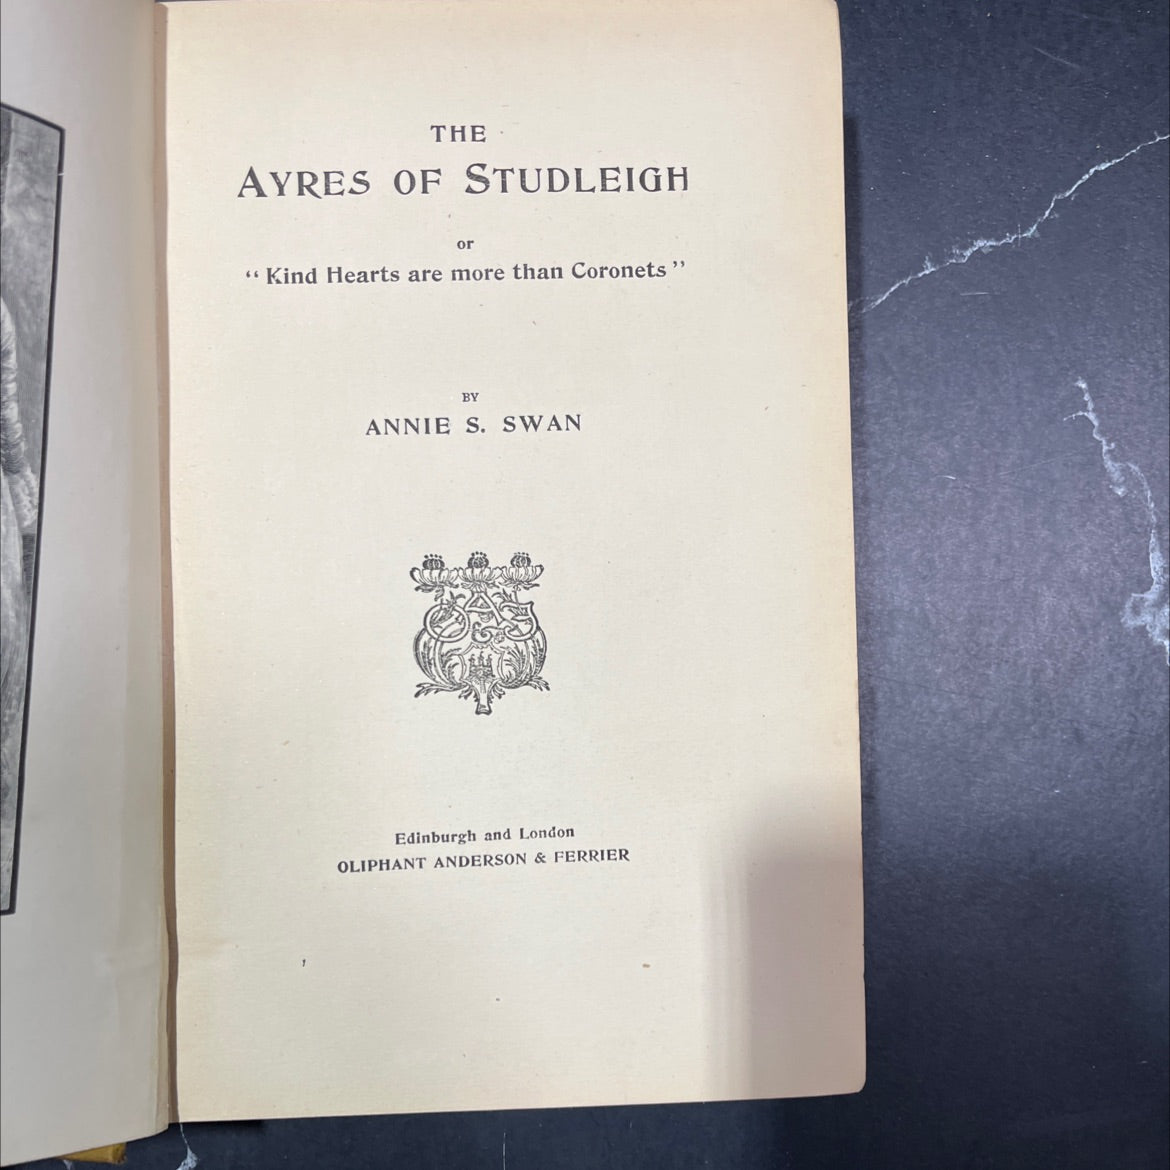 THE
AYRES OF STUDLEIGH
or
“Kind Hearts are more than Coronets”
BY
ANNIE S. SWAN
Edinburgh and London
OLIPHANT ANDERSON & FERRIER